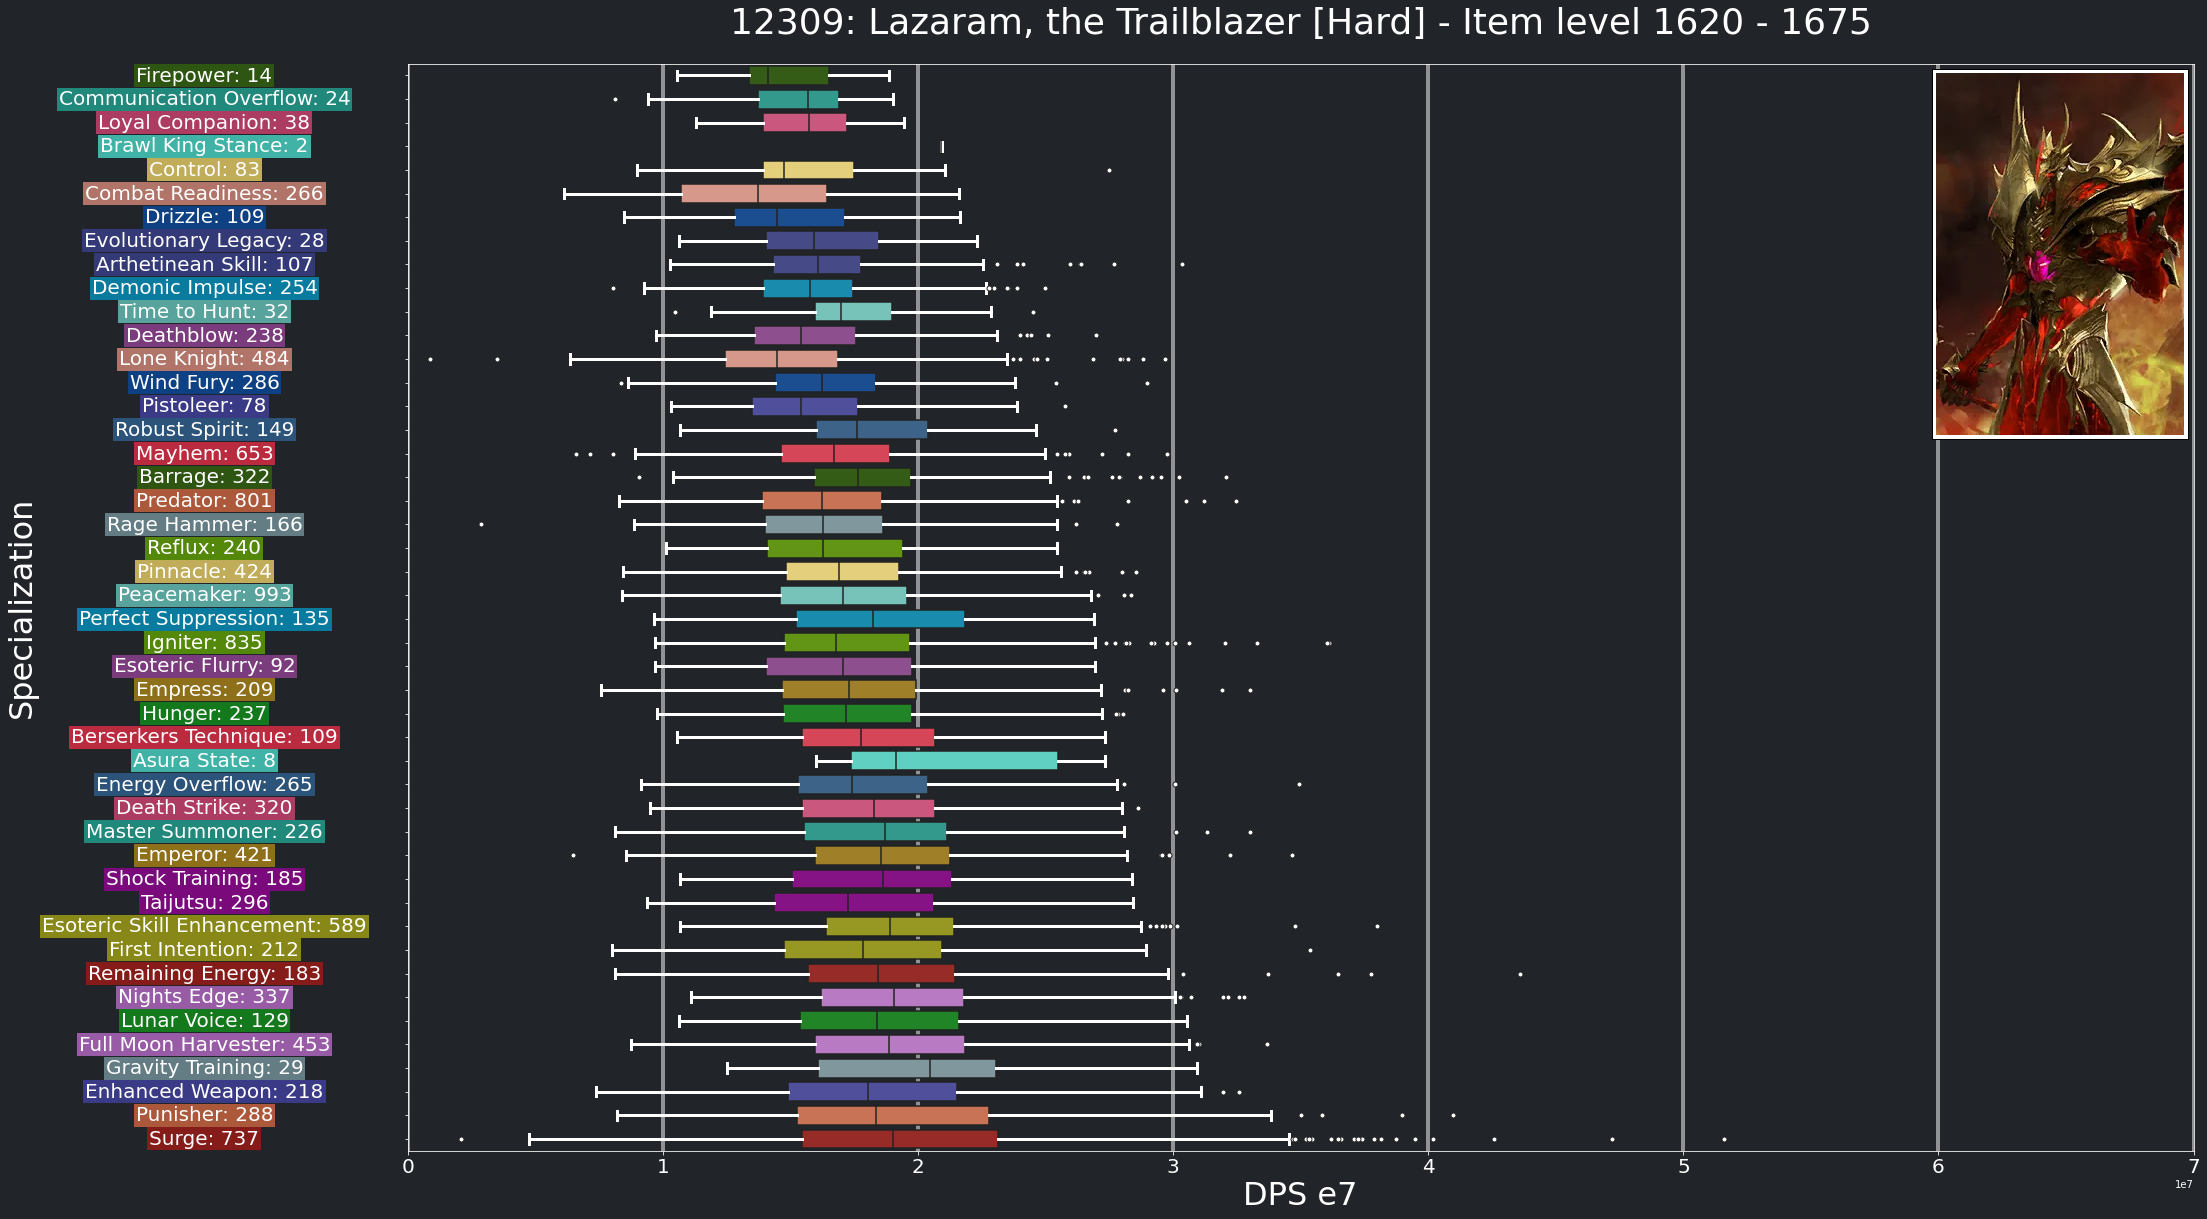 12309: Lazaram, the Trailblazer [Hard] - Item level 1620 - 1675
Specialization
Firepower: 14
Communication Overflow: 24
Loyal Companion: 38
Brawl King Stance: 2
Control: 83
Combat Readiness: 266
Drizzle: 109
Evolutionary Legacy: 28
Arthetinean Skill: 107
Demonic Impulse: 254
Time to Hunt: 32
Deathblow: 238
Lone Knight: 484
Wind Fury: 286
Pistoleer: 78
Robust Spirit: 149
Mayhem: 653
Barrage: 322
Predator: 801
Rage Hammer: 166
Reflux: 240
Pinnacle: 424
Peacemaker: 993
Perfect Suppression: 135
Igniter: 835
Esoteric Flurry: 92
Empress: 209
Hunger: 237
Berserkers Technique: 109
Asura State: 8
Energy Overflow: 265
Death Strike: 320
Master Summoner: 226
Emperor: 421
Shock Training: 185
Taijutsu: 296
Esoteric Skill Enhancement: 589
First Intention: 212
Remaining Energy: 183
Nights Edge: 337
Lunar Voice: 129
Full Moon Harvester: 453
Gravity Training: 29
Enhanced Weapon: 218
Punisher: 288
Surge: 737
0 1 2 3 4 5 6 7
1e7
DPS e7